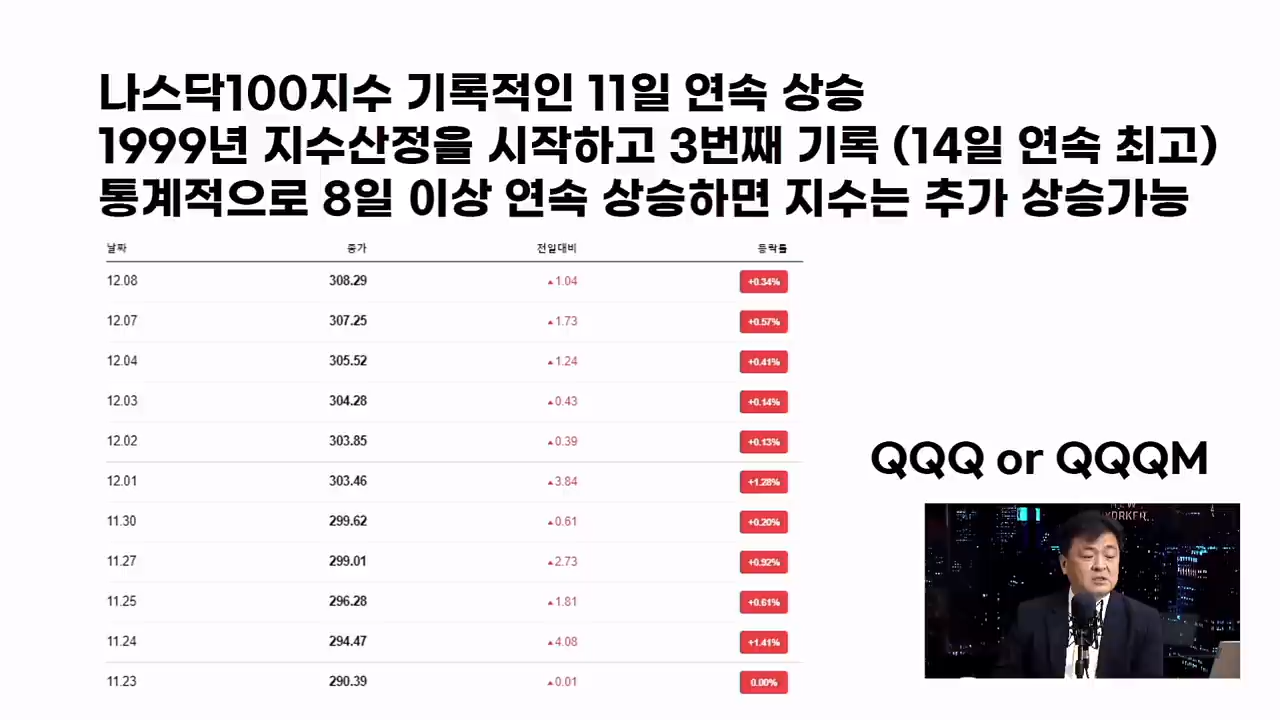 나스닥100지수 기록적인 11일 연속 상승
1999년 지수산정을 시작하고 3번째 기록 (14일 연속 최고)
통계적으로 8일 이상 연속 상승하면 지수는 추가 상승가능
날짜 종가 전일대비 등락률
12.08 308.29 ▲1.04 +0.34%
12.07 307.25 ▲1.73 +0.57%
12.04 305.52 ▲1.24 +0.41%
12.03 304.28 ▲0.43 +0.14%
12.02 303.85 ▲0.39 +0.13%
12.01 303.46 ▲3.84 +1.28%
11.30 299.62 ▲0.61 +0.20%
11.27 299.01 ▲2.73 +0.92%
11.25 296.28 ▲1.81 +0.61%
11.24 294.47 ▲4.08 +1.41%
11.23 290.39 ▲0.01 0.00%
QQQ or QQQM
NEW
YORKER